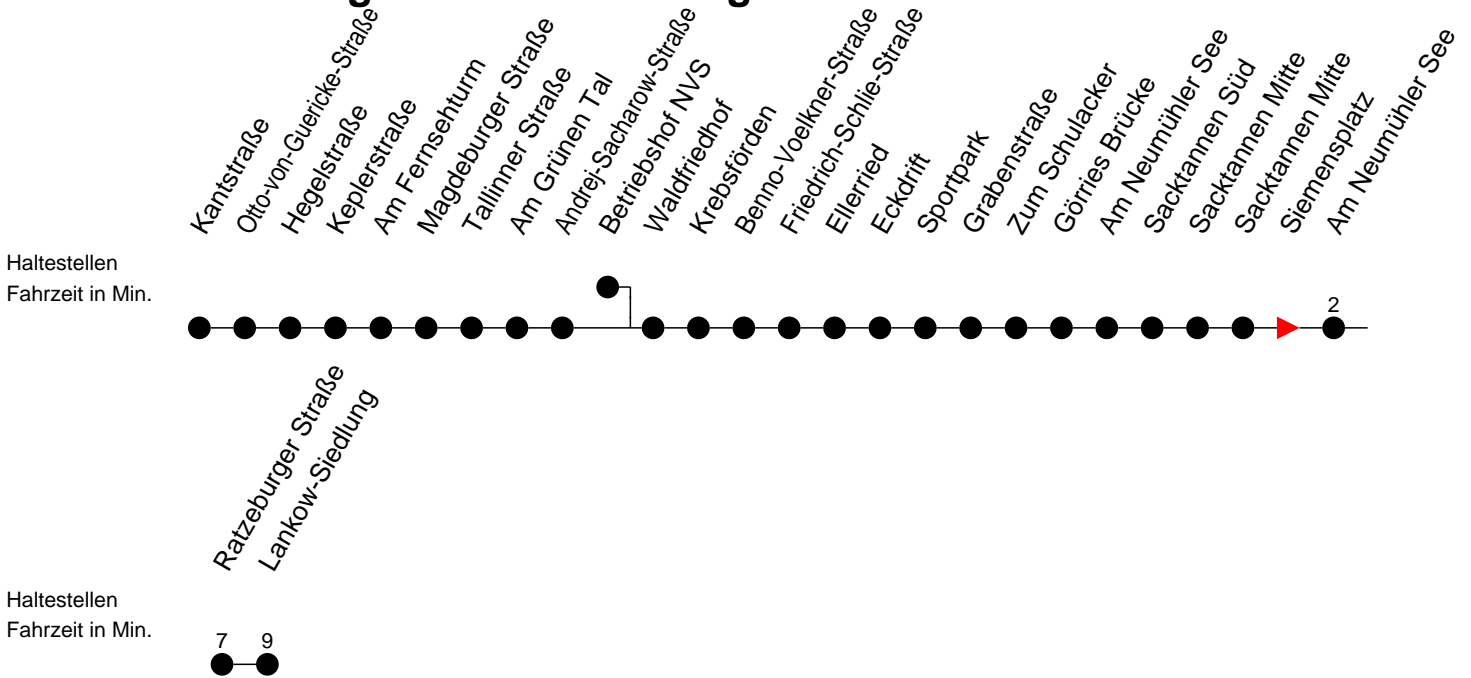 Kantstraße
Otto-von-Guericke-Straße
Hegelstraße
Keplerstraße
Am Fernsehturm
Magdeburger Straße
Tallinner Straße
Am Grünen Tal
Andrej-Sacharow-Straße
Betriebshof NVS
Waldfriedhof
Krebsförden
Benno-Voelkner-Straße
Friedrich-Schlie-Straße
Ellerried
Eckdrift
Sportpark
Grabenstraße
Zum Schulacker
Görries Brücke
Am Neumühler See
Sacktannen Süd
Sacktannen Mitte
Sacktannen Mitte
Siemensplatz
Am Neumühler See
Haltestellen
Fahrzeit in Min.
2
Ratzeburger Straße
Lankow-Siedlung
Haltestellen
Fahrzeit in Min.
7 9